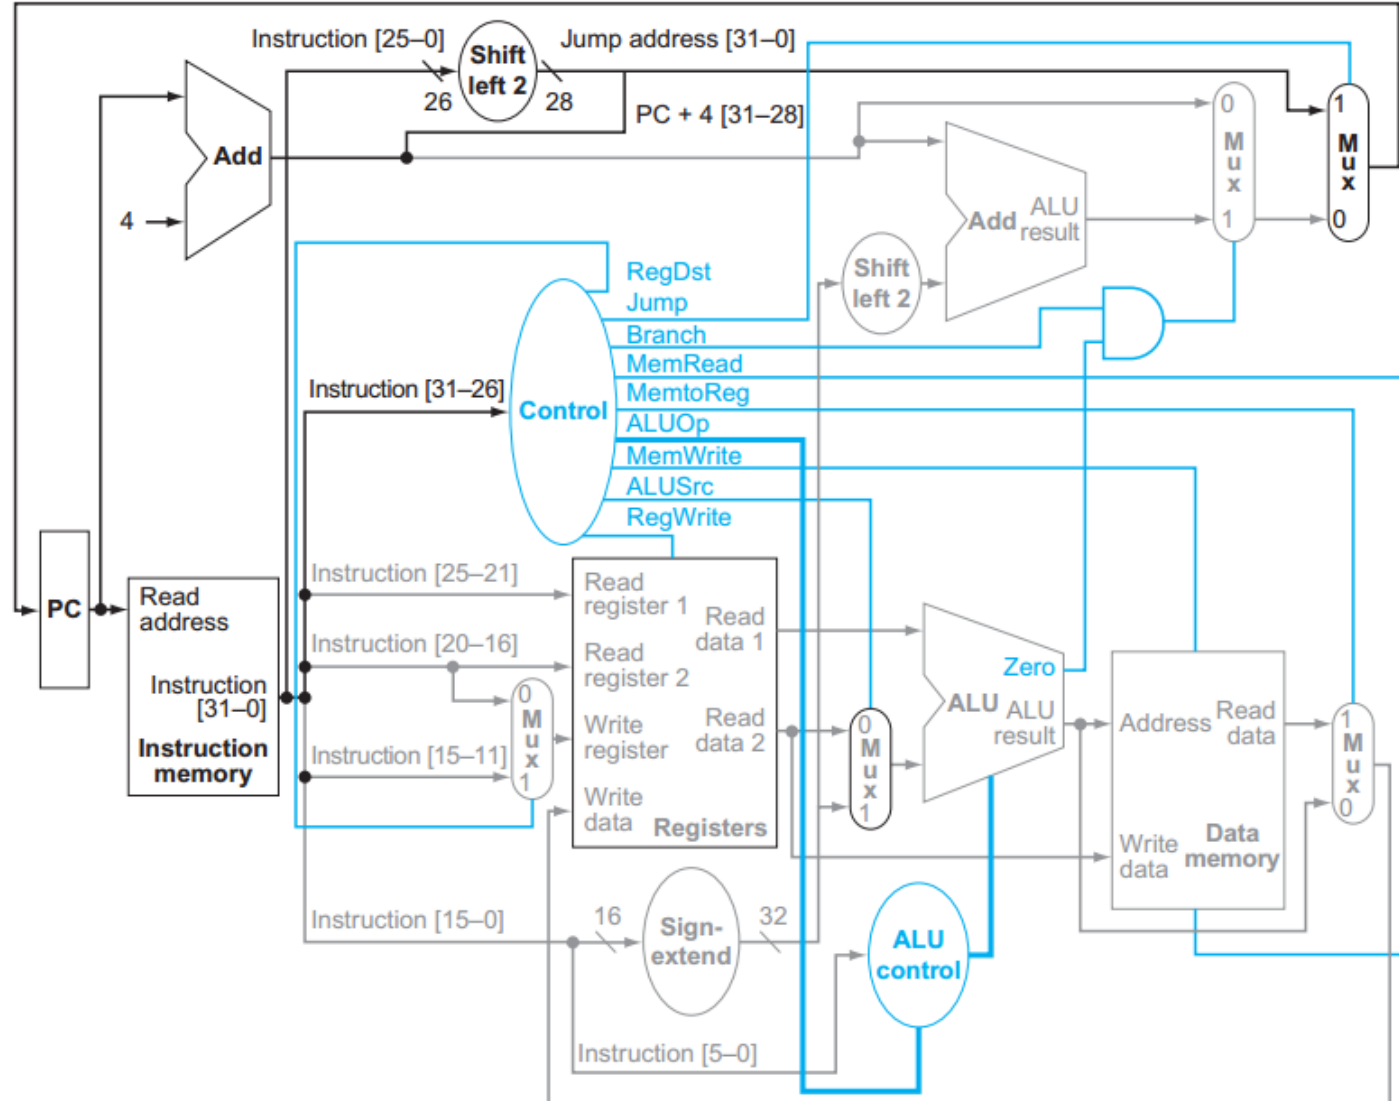 Instruction [25–0]
Shift
left 2
Jump address [31–0]
26
28
PC + 4 [31–28]
Add
4
0
M
u
x
1
1
M
u
x
0
Add
ALU
result
Shift
left 2
RegDst
Jump
Branch
MemRead
MemtoReg
ALUOp
MemWrite
ALUSrc
RegWrite
Instruction [31–26]
Control
PC
Read
address
Instruction
[31–0]
Instruction
memory
Instruction [25–21]
Instruction [20–16]
Instruction [15–11]
0
M
u
x
1
Read
register 1
Read
register 2
Write
register
Write
data
Read
data 1
Read
data 2
Registers
0
M
u
x
1
Zero
ALU
ALU
result
Address
Read
data
Write
data
Data
memory
1
M
u
x
0
Instruction [15–0]
16
Sign-
extend
32
ALU
control
Instruction [5–0]